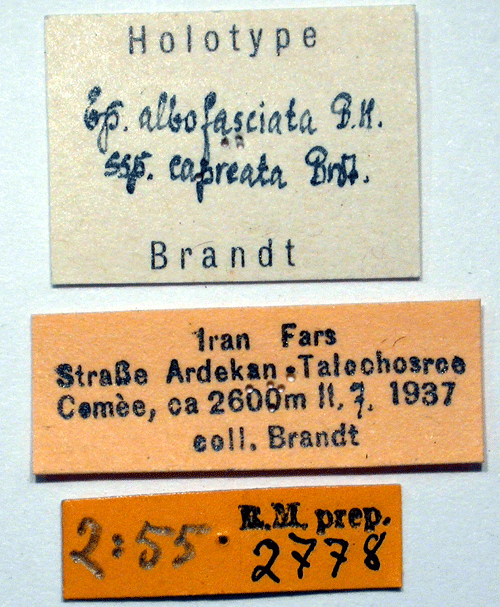 Holotype
Ep. albofasciata B.H.
ssp. capreata Brdt.
Brandt
Iran Fars
Straße Ardekan-Talochosroe
Comèe, ca 2600m 11. 7. 1937
coll. Brandt
2:55. B.M. prep.
2778